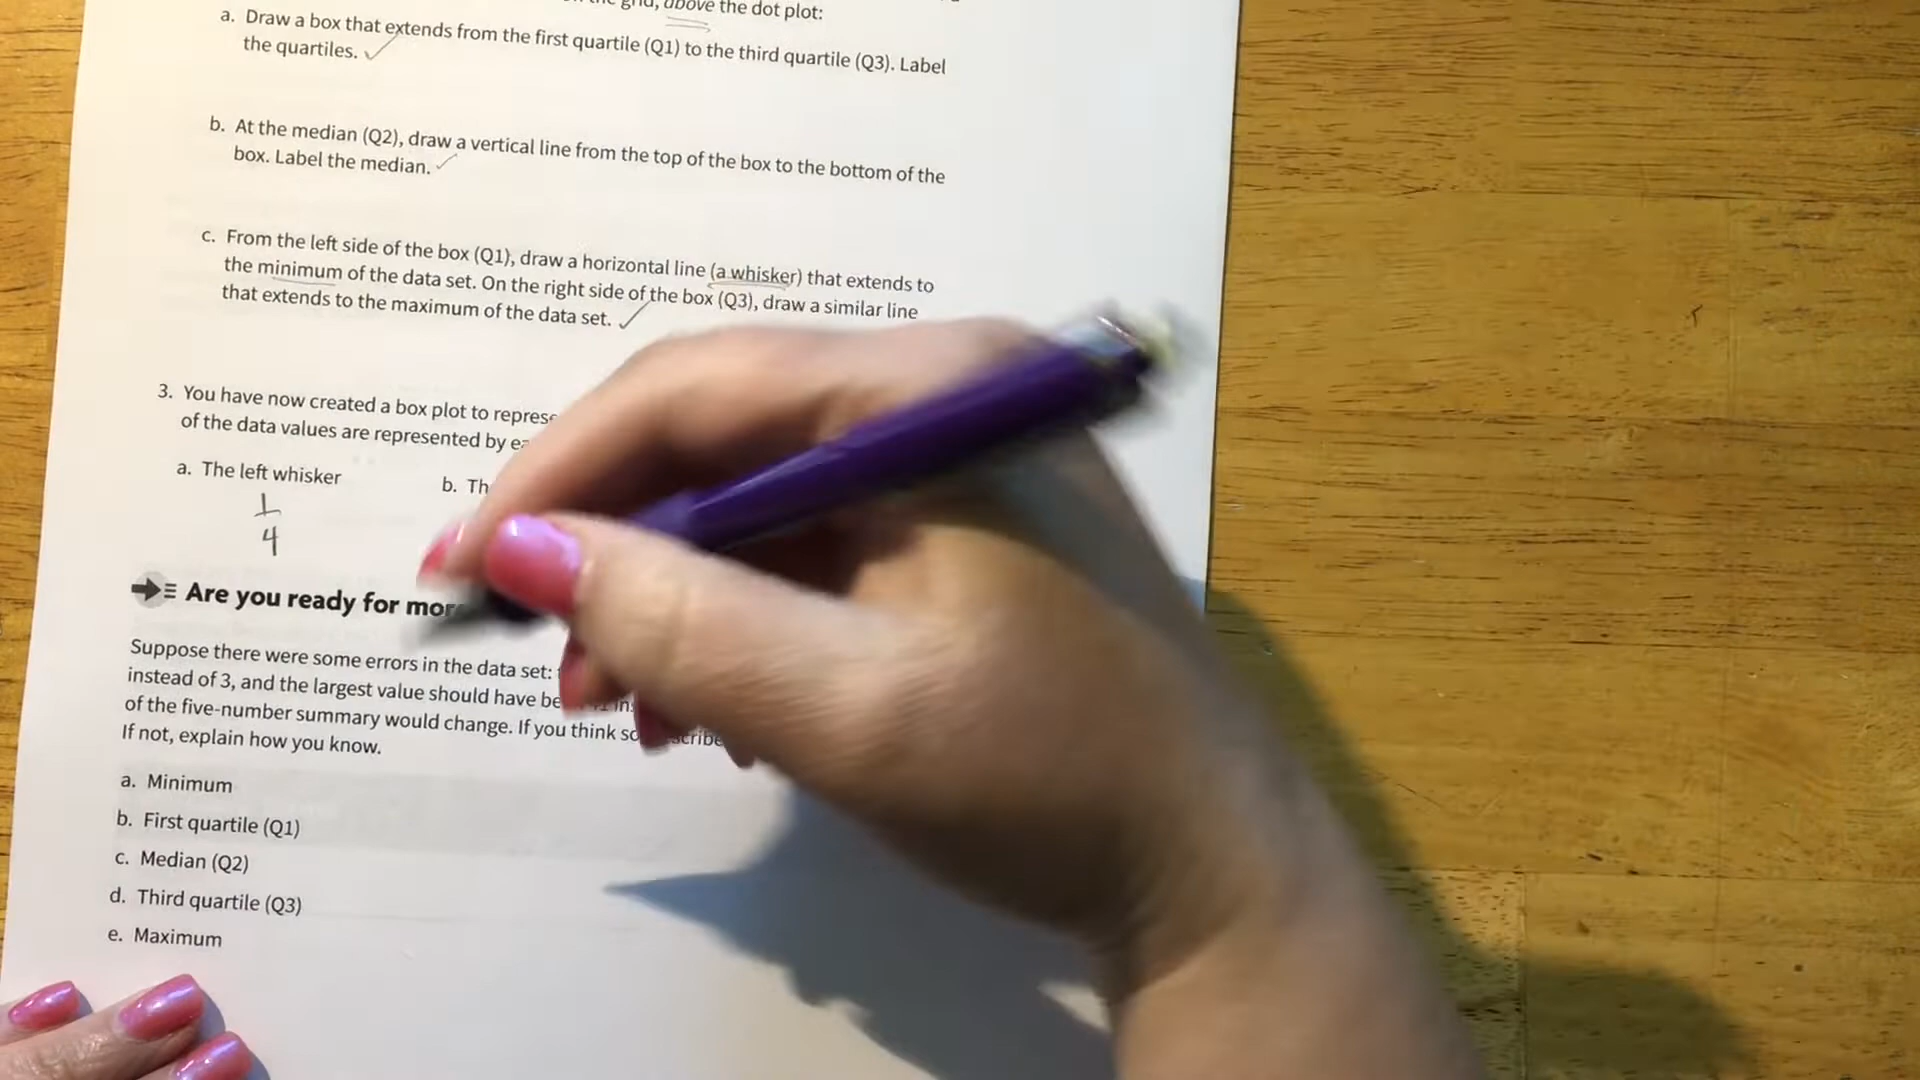 the grid, above the dot plot:
a. Draw a box that extends from the first quartile (Q1) to the third quartile (Q3). Label
the quartiles.
b. At the median (Q2), draw a vertical line from the top of the box to the bottom of the
box. Label the median.
c. From the left side of the box (Q1), draw a horizontal line (a whisker) that extends to
the minimum of the data set. On the right side of the box (Q3), draw a similar line
that extends to the maximum of the data set.
3. You have now created a box plot to
of the data values are represented by
a. The left whisker
b.
1
4
Are you ready for
Suppose there were some errors in the data set:
instead of 3, and the largest value should have
of the five-number summary would change. If you think
If not, explain how you know.
a. Minimum
b. First quartile (Q1)
c. Median (Q2)
d. Third quartile (Q3)
e. Maximum